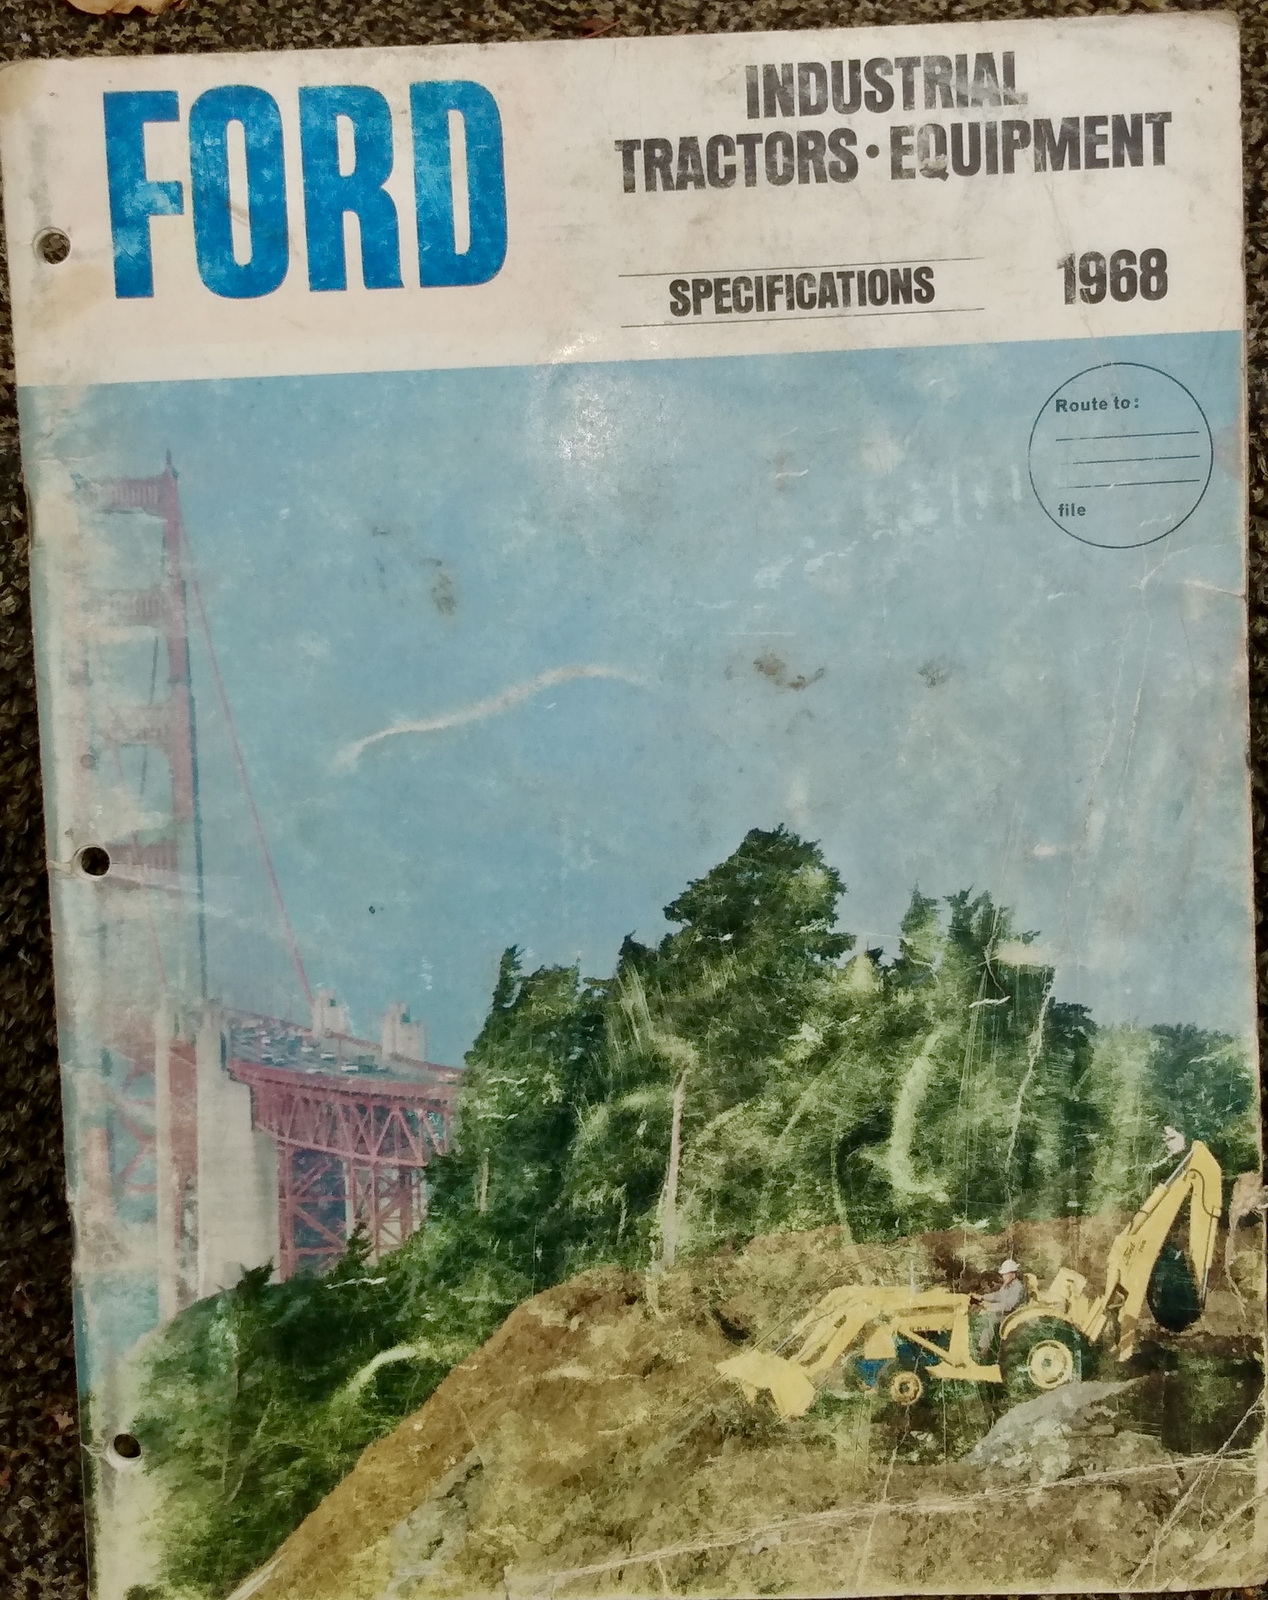 FORD
INDUSTRIAL
TRACTORS · EQUIPMENT
SPECIFICATIONS
1968
Route to:
file